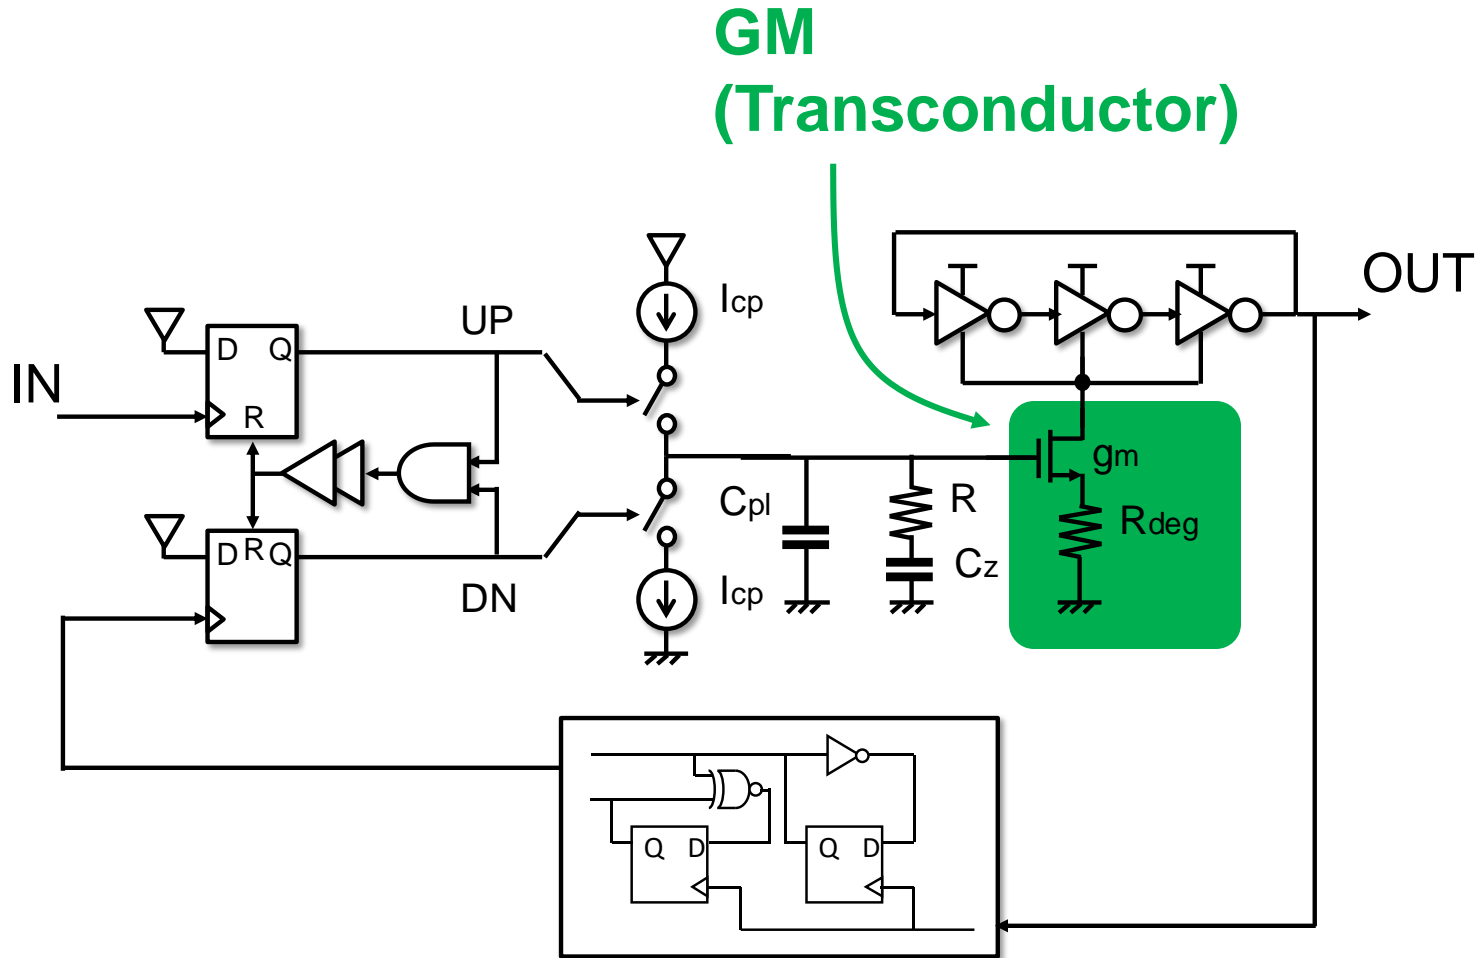 GM
(Transconductor)
OUT
Icp
UP
D Q
IN
R
gm
Cpl
R
Rdeg
D R Q
Cz
DN
Icp
Q D
Q D